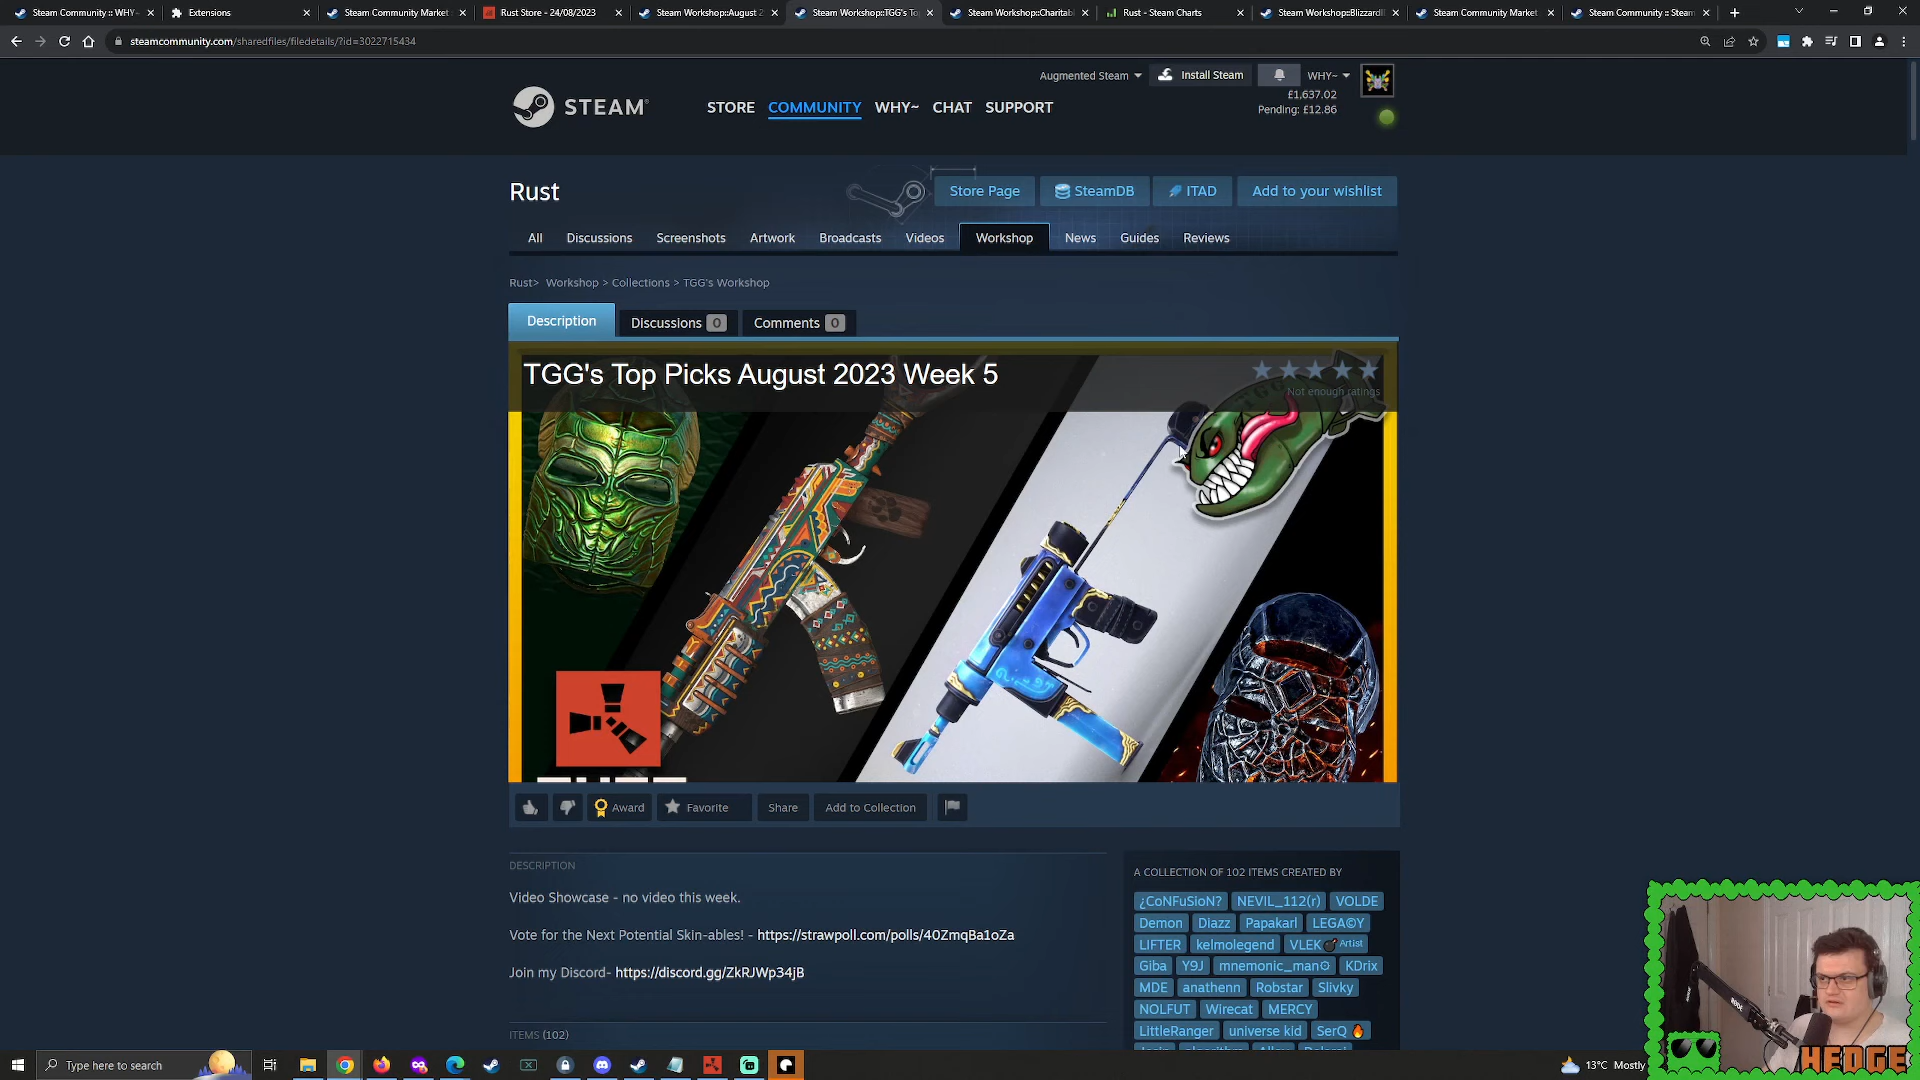 Steam Community :: WHY~
Extensions
Steam Community Market
Rust Store - 24/08/2023
Steam Workshop::August 2
Steam Workshop::TGG's To
Steam Workshop::Charitabl
Rust - Steam Charts
Steam Workshop::Blizzard
Steam Community Market
Steam Community :: Steam
steamcommunity.com/sharedfiles/filedetails/?id=3022715434
Augmented Steam
Install Steam
WHY~
£1,637.02
Pending: £12.86
STEAM
STORE COMMUNITY WHY~ CHAT SUPPORT
Rust
Store Page
SteamDB
ITAD
Add to your wishlist
All Discussions Screenshots Artwork Broadcasts Videos Workshop News Guides Reviews
Rust> Workshop > Collections > TGG's Workshop
Description
Discussions 0
Comments 0
TGG's Top Picks August 2023 Week 5
Not enough ratings
Award
Favorite
Share
Add to Collection
DESCRIPTION
Video Showcase - no video this week.
Vote for the Next Potential Skin-ables! - https://strawpoll.com/polls/40ZmqBa1oZa
Join my Discord- https://discord.gg/ZkRJWp34jB
ITEMS (102)
A COLLECTION OF 102 ITEMS CREATED BY
¿CoNFuSioN? NEVIL_112(r) VOLDE
Demon Diazz Papakarl LEGA©Y
LIFTER kelmolegend VLEK Artist
Giba Y9J mnemonic_man KDrix
MDE anathenn Robstar Slivky
NOLFUT Wirecat MERCY
LittleRanger universe kid SerQ
Type here to search
13°C Mostly
HEDGE